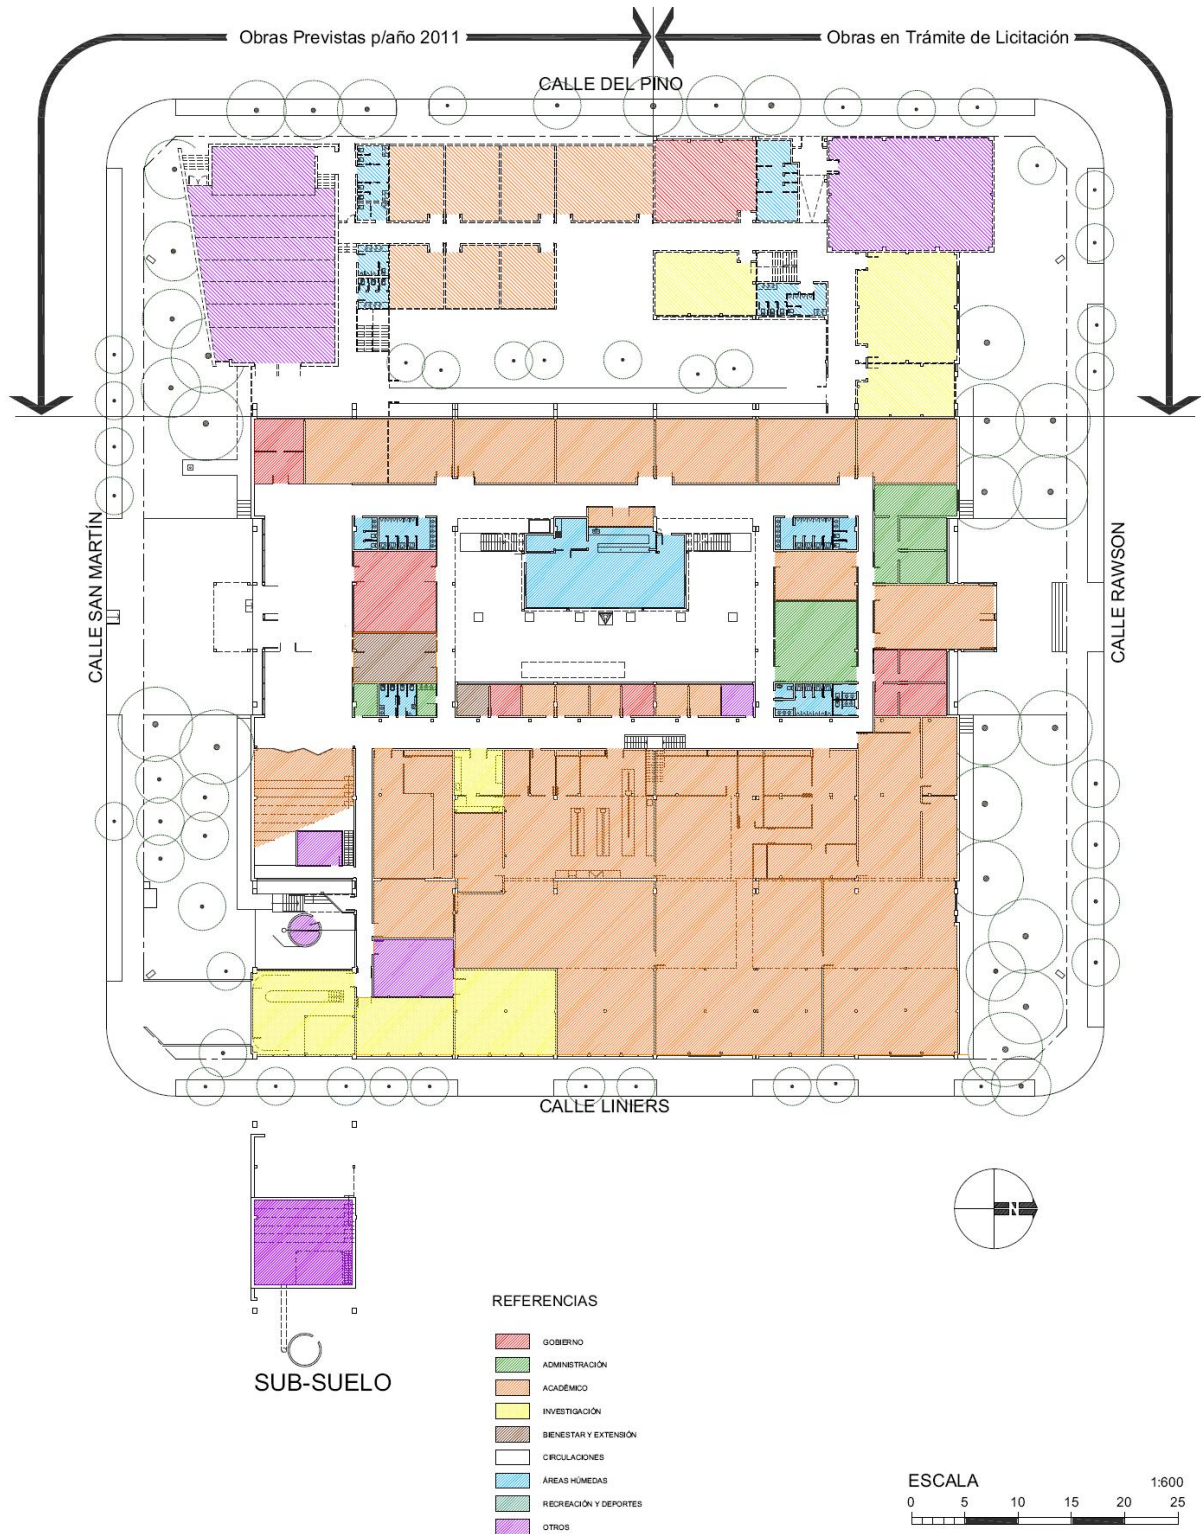 Obras Previstas p/año 2011
Obras en Trámite de Licitación
CALLE DEL PINO
CALLE SAN MARTÍN
CALLE RAWSON
CALLE LINIERS
N
SUB-SUELO
REFERENCIAS
GOBIERNO
ADMINISTRACIÓN
ACADÉMICO
INVESTIGACIÓN
BIENESTAR Y EXTENSIÓN
CIRCULACIONES
ÁREAS HÚMEDAS
RECREACIÓN Y DEPORTES
OTROS
ESCALA 1:600
0 5 10 15 20 25